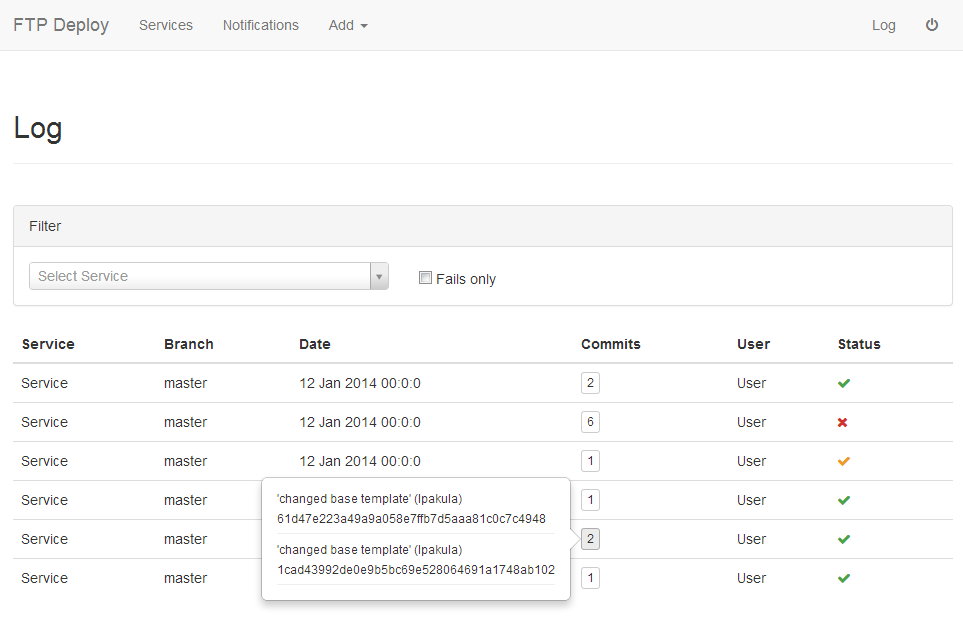 FTP Deploy Services Notifications Add Log
Log
Filter
Select Service Fails only
Service Branch Date Commits User Status
Service master 12 Jan 2014 00:0:0 2 User
Service master 12 Jan 2014 00:0:0 6 User
Service master 12 Jan 2014 00:0:0 1 User
Service master 1 User
Service master 2 User
Service master 1 User
'changed base template' (lpakula)
61d47e223a49a9a058e7ffb7d5aaa81c0c7c4948
'changed base template' (lpakula)
1cad43992de0e9b5bc69e528064691a1748ab102